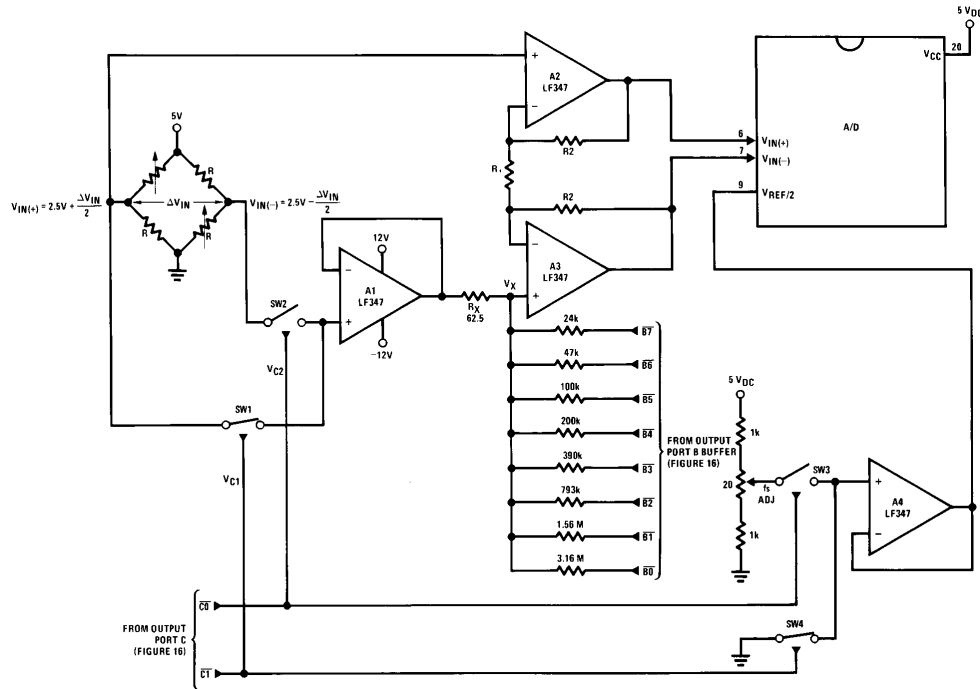 5 VDC
20
VCC
A2
LF347
A/D
5V
R2
6
VIN(+)
7
VIN(−)
R
R
VIN(+) = 2.5V + ΔVIN/2
ΔVIN
VIN(−) = 2.5V − ΔVIN/2
9
VREF/2
R2
R
R
12V
A3
LF347
SW2
A1
LF347
VX
RX
62.5
24k
B7
−12V
VC2
47k
B6
5 VDC
100k
B5
SW1
200k
B4
FROM OUTPUT
PORT B BUFFER
(FIGURE 16)
1k
390k
B3
SW3
VC1
20
fs
ADJ
A4
LF347
793k
B2
1.56 M
B1
1k
3.16 M
B0
C0
FROM OUTPUT
PORT C
(FIGURE 16)
SW4
C1